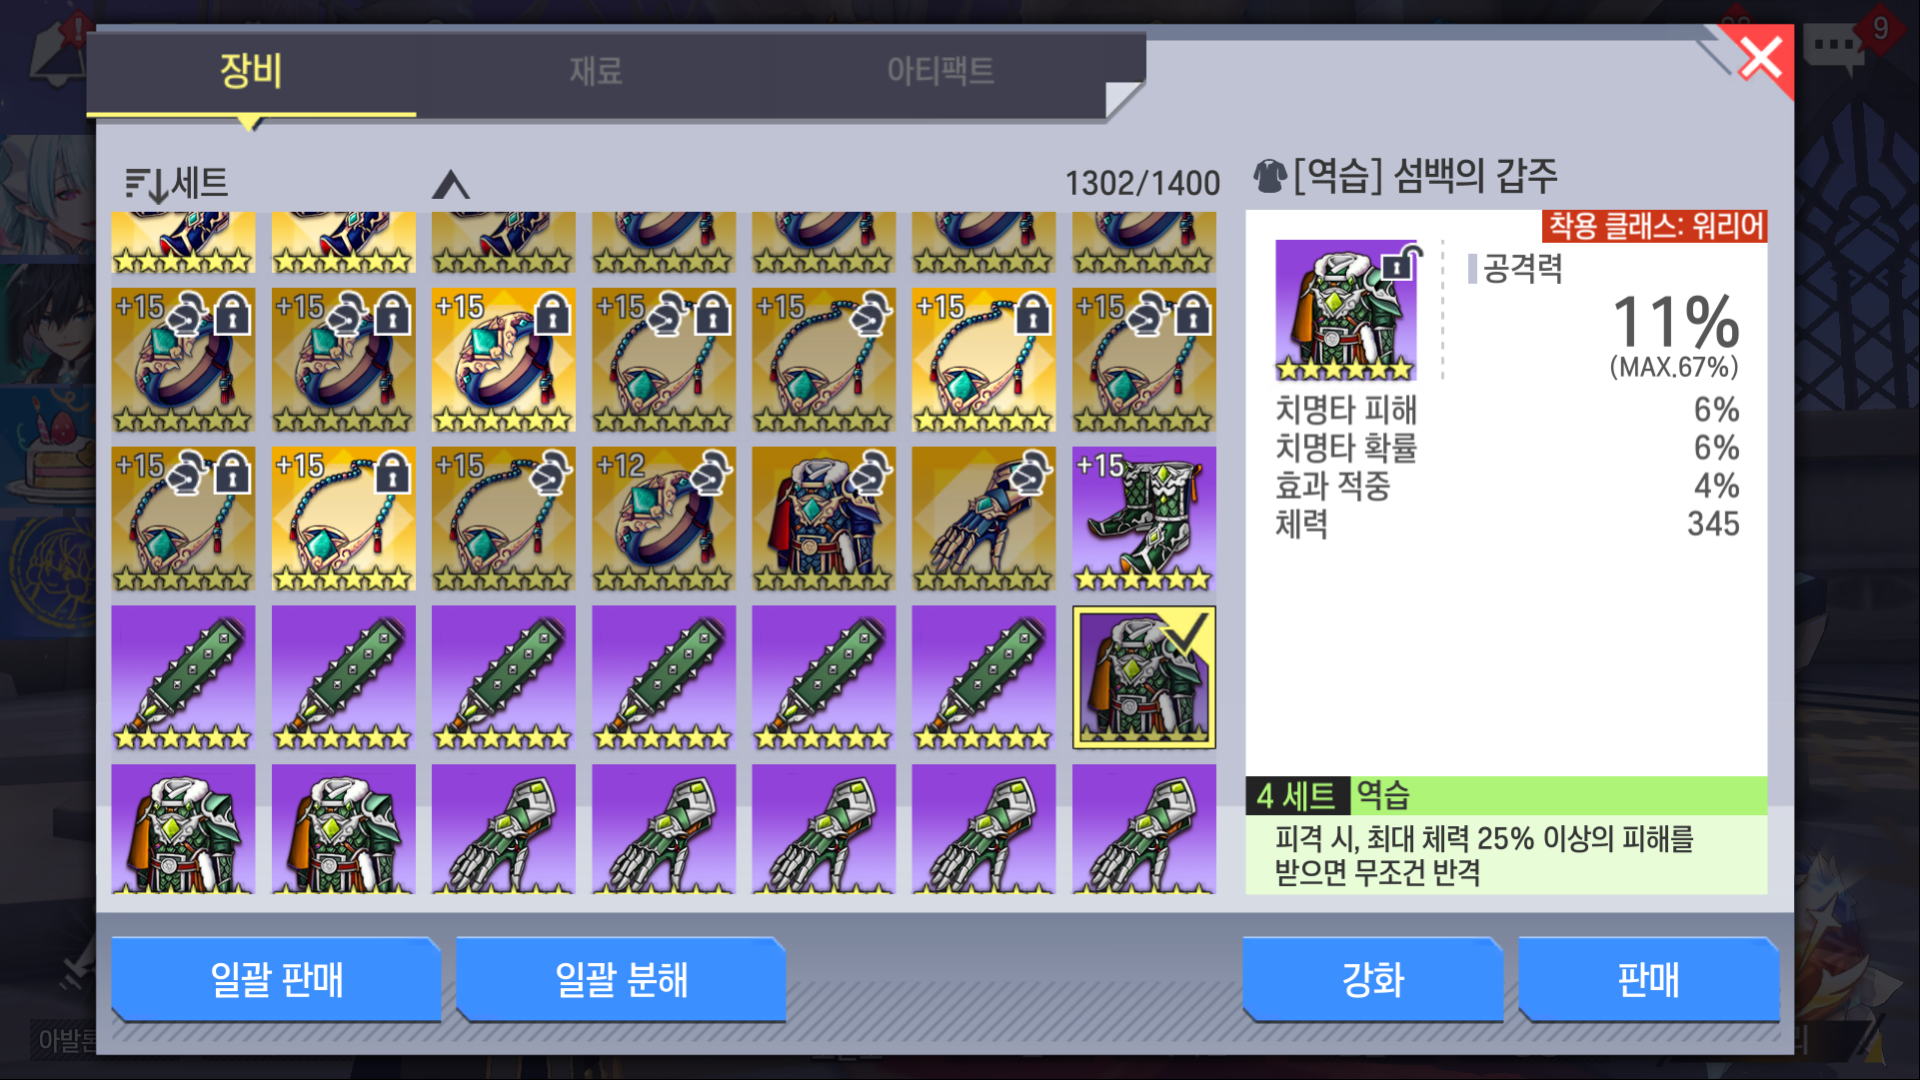 장비
재료
아티팩트
9
세트
1302/1400
[역습] 섬백의 갑주
착용 클래스: 워리어
공격력
11%
(MAX.67%)
치명타 피해 6%
치명타 확률 6%
효과 적중 4%
체력 345
+15 +15 +15 +15 +15 +15 +15
+15 +15 +15 +12 +15
4 세트 역습
피격 시, 최대 체력 25% 이상의 피해를
받으면 무조건 반격
일괄 판매
일괄 분해
강화
판매
아발론